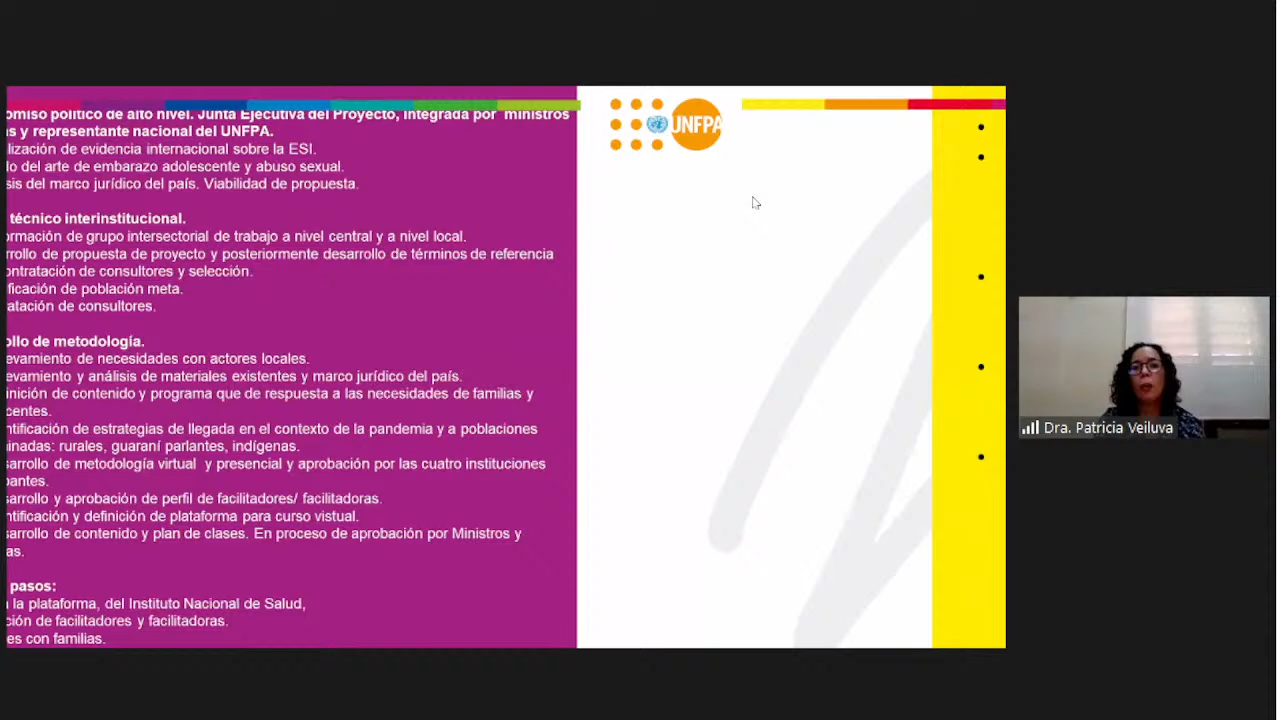 omiso político de alto nivel. Junta Ejecutiva del Proyecto, integrada por ministros
as y representante nacional del UNFPA.
lización de evidencia internacional sobre la ESI.
lo del arte de embarazo adolescente y abuso sexual.
sis del marco jurídico del país. Viabilidad de propuesta.
técnico interinstitucional.
ormación de grupo intersectorial de trabajo a nivel central y a nivel local.
rrollo de propuesta de proyecto y posteriormente desarrollo de términos de referencia
ontratación de consultores y selección.
ificación de población meta.
ratación de consultores.
ollo de metodología.
evamiento de necesidades con actores locales.
evamiento y análisis de materiales existentes y marco jurídico del país.
inición de contenido y programa que de respuesta a las necesidades de familias y
centes.
ntificación de estrategias de llegada en el contexto de la pandemia y a poblaciones
minadas: rurales, guaraní parlantes, indígenas.
sarrollo de metodología virtual y presencial y aprobación por las cuatro instituciones
pantes.
sarrollo y aprobación de perfil de facilitadores/ facilitadoras.
ntificación y definición de plataforma para curso vistual.
sarrollo de contenido y plan de clases. En proceso de aprobación por Ministros y
as.
pasos:
la plataforma, del Instituto Nacional de Salud,
ción de facilitadores y facilitadoras.
es con familias.
UNFPA
Dra. Patricia Veiluva